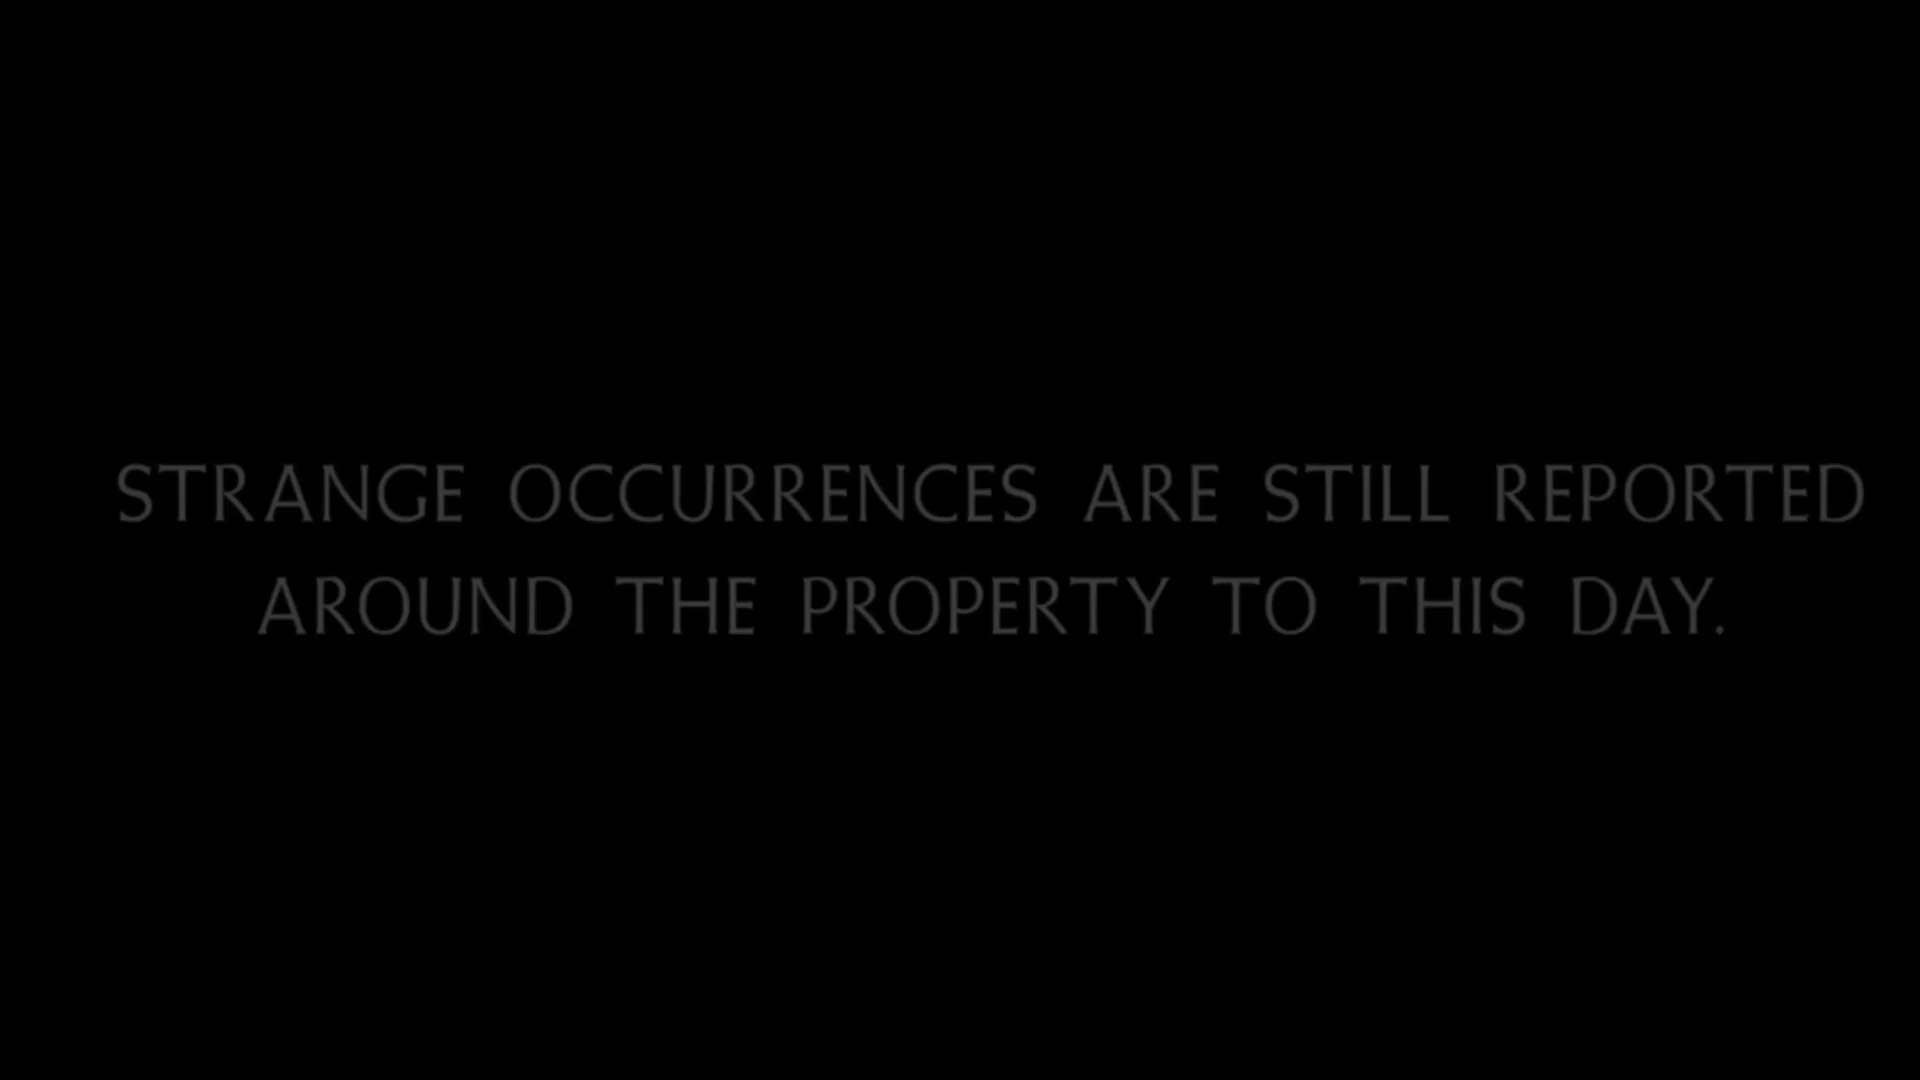 STRANGE OCCURRENCES ARE STILL REPORTED
AROUND THE PROPERTY TO THIS DAY.